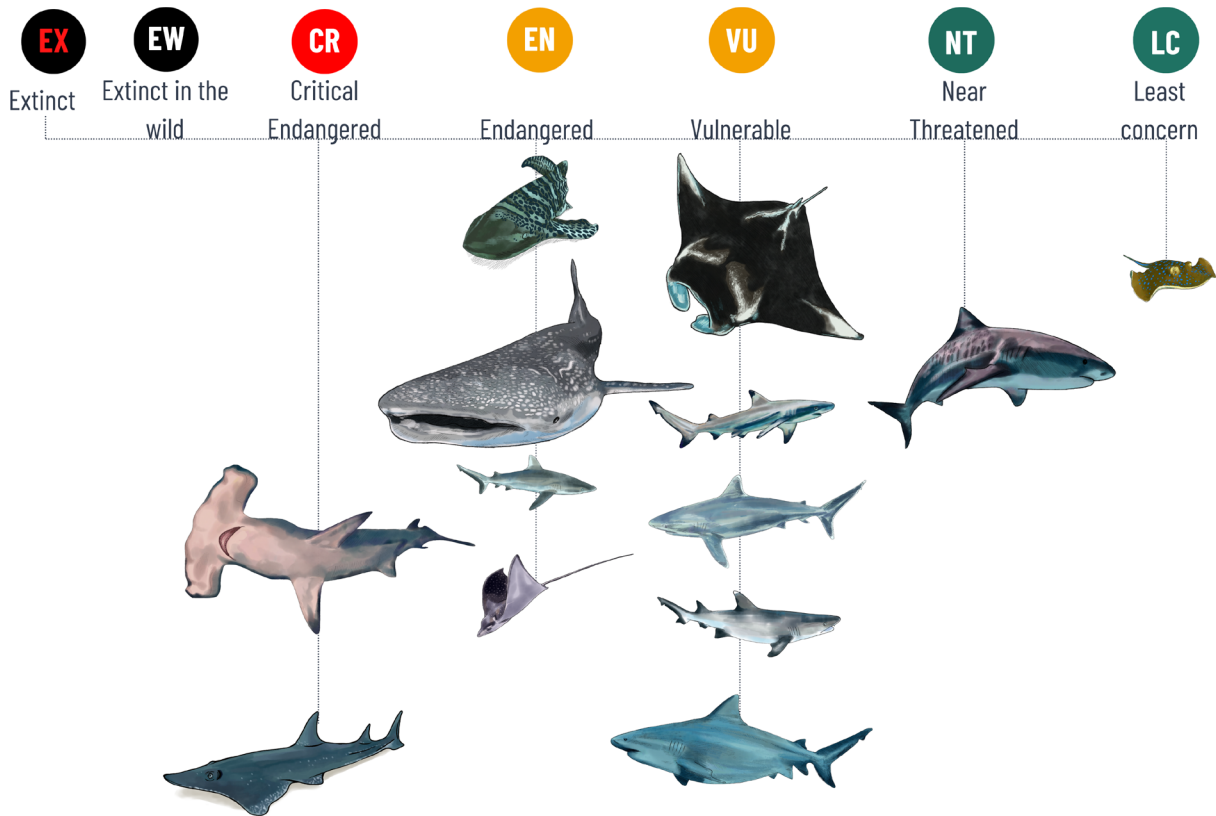 EX
EW
CR
EN
VU
NT
LC
Extinct
Extinct in the
wild
Critical
Endangered
Endangered
Vulnerable
Near
Threatened
Least
concern